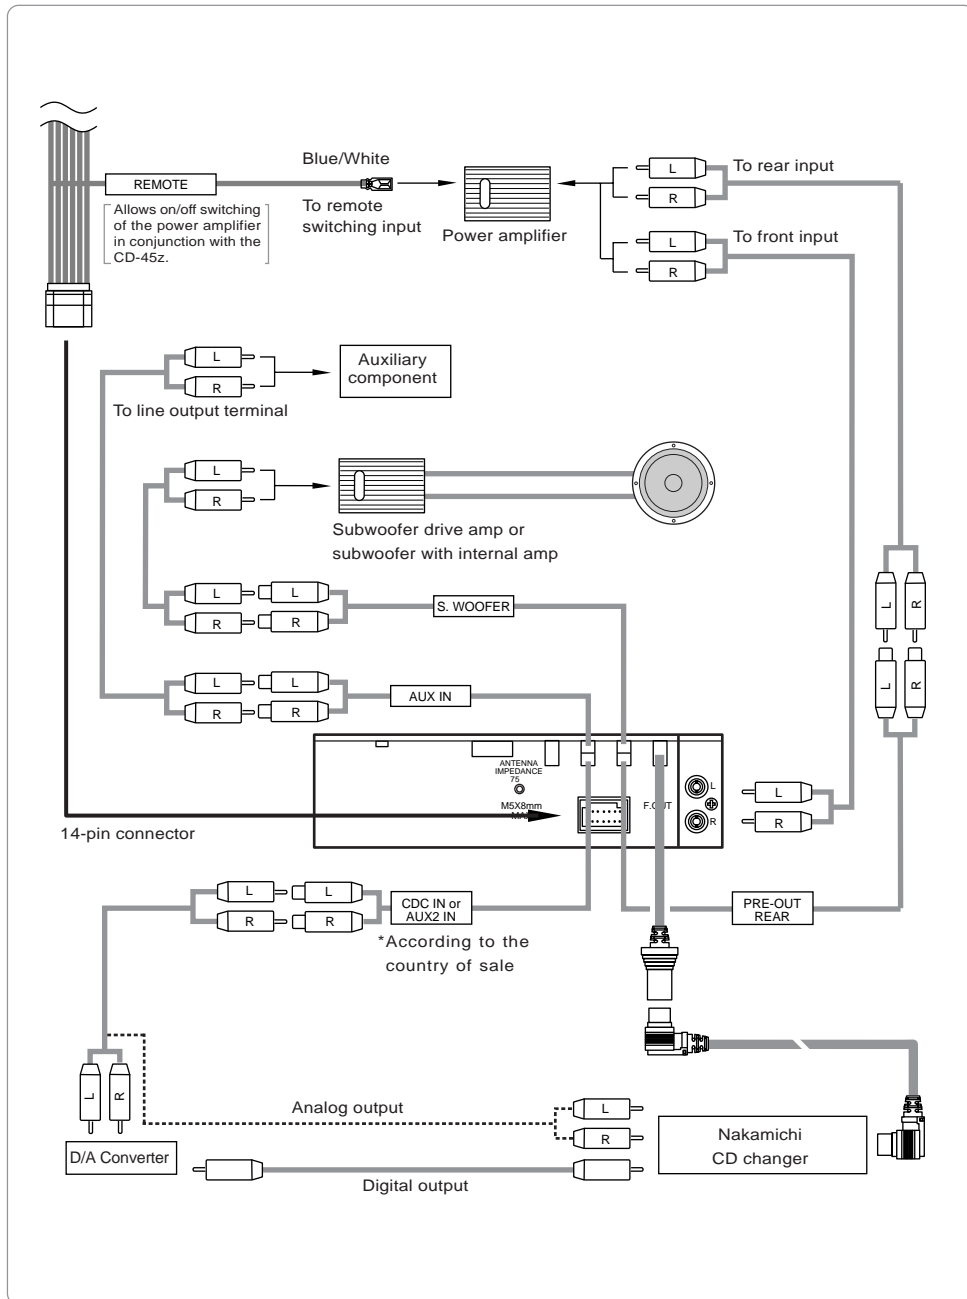 Blue/White
REMOTE
To remote
switching input
Allows on/off switching
of the power amplifier
in conjunction with the
CD-45z.
Power amplifier
L
R
To rear input
L
R
To front input
L
R
To line output terminal
Auxiliary
component
L
R
Subwoofer drive amp or
subwoofer with internal amp
L
R
L
R
S. WOOFER
L
R
L
R
L
R
L
R
AUX IN
ANTENNA
IMPEDANCE
75
M5X8mm
F.OUT
L
R
L
R
14-pin connector
L
R
L
R
CDC IN or
AUX2 IN
*According to the
country of sale
PRE-OUT
REAR
L
R
Analog output
L
R
D/A Converter
Digital output
Nakamichi
CD changer